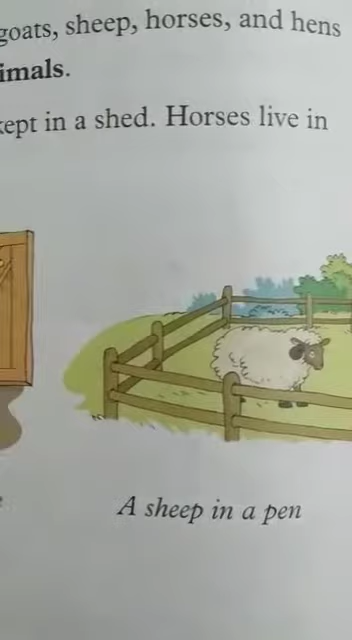 goats, sheep, horses, and hens
imals.
kept in a shed. Horses live in
A sheep in a pen